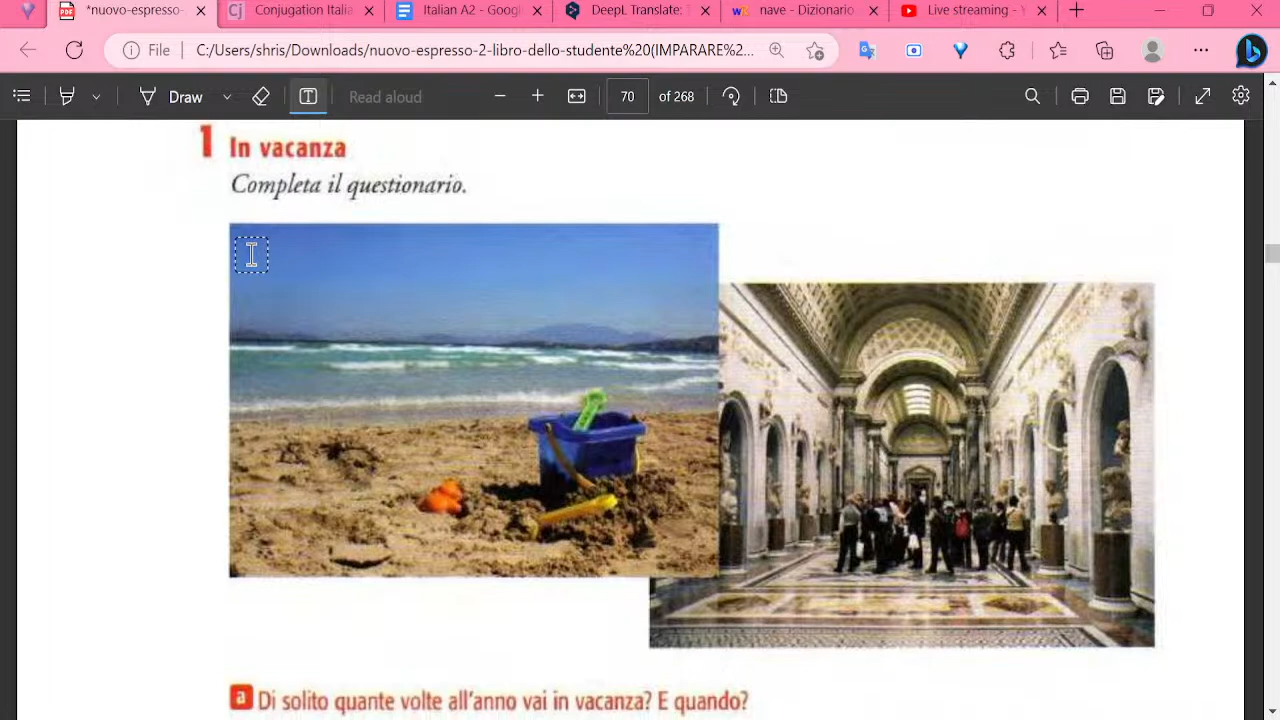 *nuovo-espresso-
Conjugation Italia
Italian A2 - Googl
DeepL Translate: T
nave - Dizionario
Live streaming - Y
File C:/Users/shris/Downloads/nuovo-espresso-2-libro-dello-studente%20(IMPARARE%2...
Draw
Read aloud
70 of 268
1 In vacanza
Completa il questionario.
a Di solito quante volte all'anno vai in vacanza? E quando?